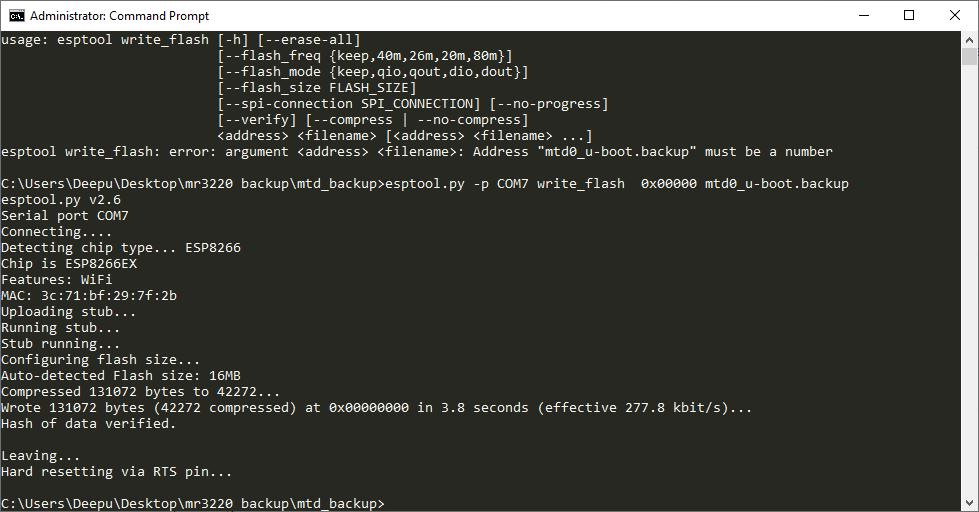 Administrator: Command Prompt
usage: esptool write_flash [-h] [--erase-all]
[--flash_freq {keep,40m,26m,20m,80m}]
[--flash_mode {keep,qio,qout,dio,dout}]
[--flash_size FLASH_SIZE]
[--spi-connection SPI_CONNECTION] [--no-progress]
[--verify] [--compress | --no-compress]
<address> <filename> [<address> <filename> ...]
esptool write_flash: error: argument <address> <filename>: Address "mtd0_u-boot.backup" must be a number
C:\Users\Deepu\Desktop\mr3220 backup\mtd_backup>esptool.py -p COM7 write_flash  0x00000 mtd0_u-boot.backup
esptool.py v2.6
Serial port COM7
Connecting....
Detecting chip type... ESP8266
Chip is ESP8266EX
Features: WiFi
MAC: 3c:71:bf:29:7f:2b
Uploading stub...
Running stub...
Stub running...
Configuring flash size...
Auto-detected Flash size: 16MB
Compressed 131072 bytes to 42272...
Wrote 131072 bytes (42272 compressed) at 0x00000000 in 3.8 seconds (effective 277.8 kbit/s)...
Hash of data verified.
Leaving...
Hard resetting via RTS pin...
C:\Users\Deepu\Desktop\mr3220 backup\mtd_backup>